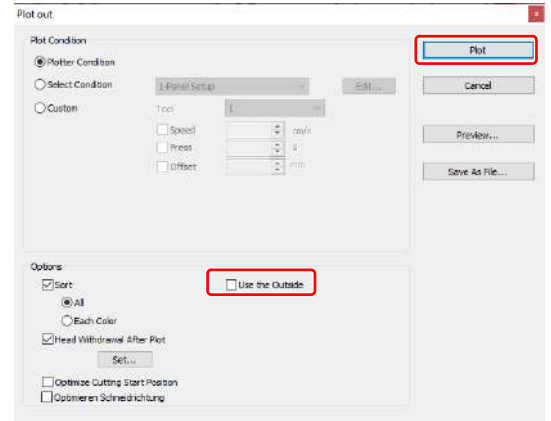 Plot out
Plot Condition
Plotter Condition
Select Condition
1-Panel Setup
Edit...
Custom
Tool
1
Speed
cm/s
Press
g
Offset
mm
Plot
Cancel
Preview...
Save As File...
Options
Sort
Use the Outside
All
Each Color
Head Withdrawal After Plot
Set...
Optimize Cutting Start Position
Optimieren Schneidrichtung